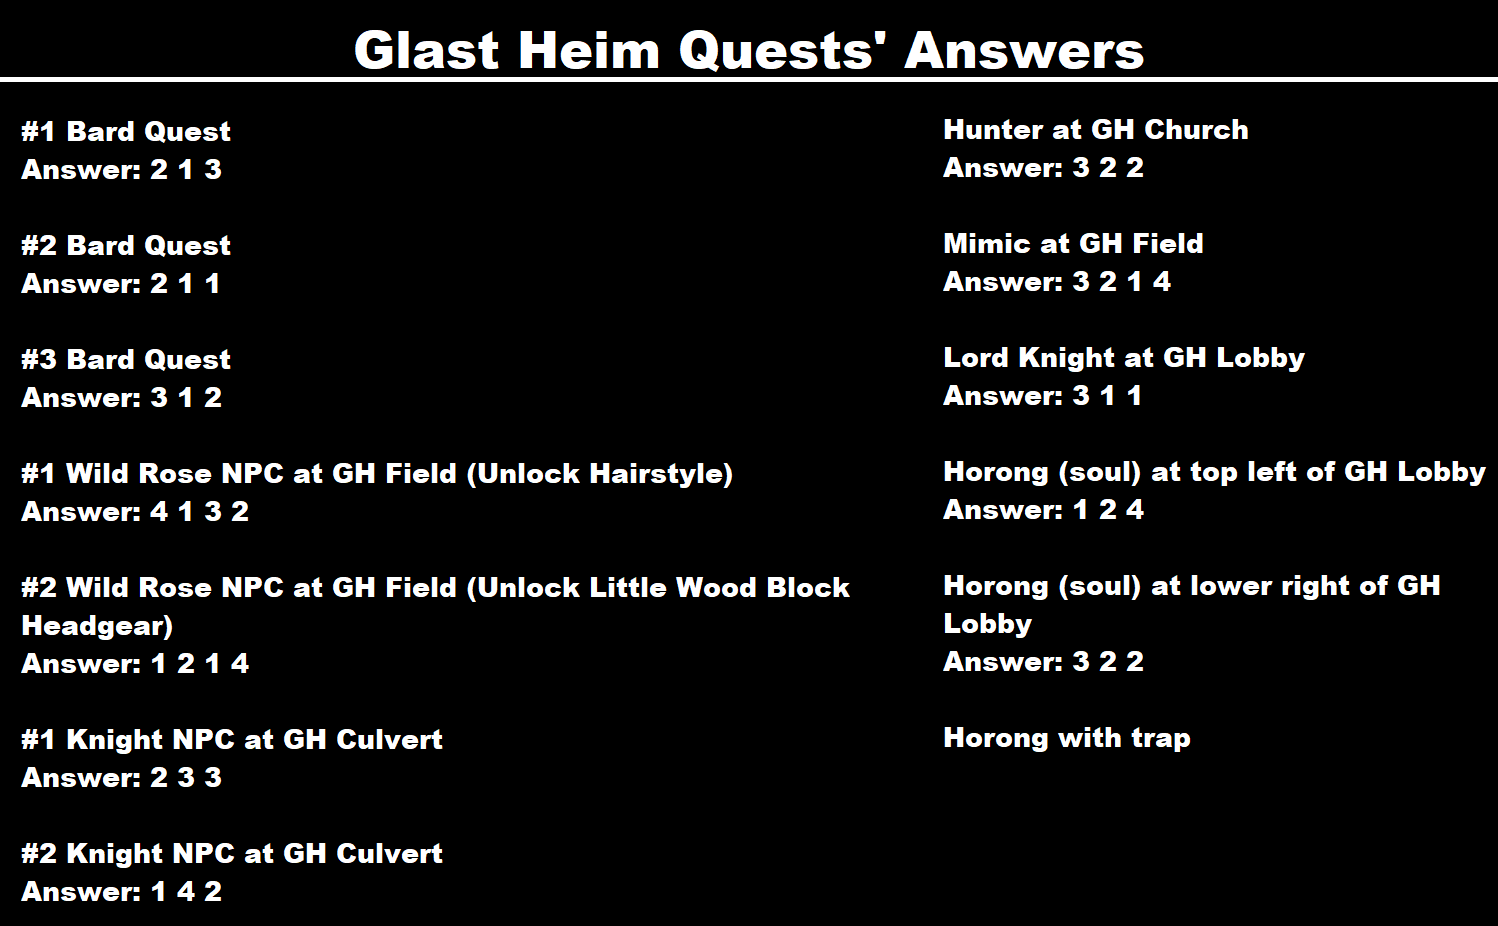 Glast Heim Quests' Answers
#1 Bard Quest
Answer: 2 1 3
#2 Bard Quest
Answer: 2 1 1
#3 Bard Quest
Answer: 3 1 2
#1 Wild Rose NPC at GH Field (Unlock Hairstyle)
Answer: 4 1 3 2
#2 Wild Rose NPC at GH Field (Unlock Little Wood Block
Headgear)
Answer: 1 2 1 4
#1 Knight NPC at GH Culvert
Answer: 2 3 3
#2 Knight NPC at GH Culvert
Answer: 1 4 2
Hunter at GH Church
Answer: 3 2 2
Mimic at GH Field
Answer: 3 2 1 4
Lord Knight at GH Lobby
Answer: 3 1 1
Horong (soul) at top left of GH Lobby
Answer: 1 2 4
Horong (soul) at lower right of GH
Lobby
Answer: 3 2 2
Horong with trap